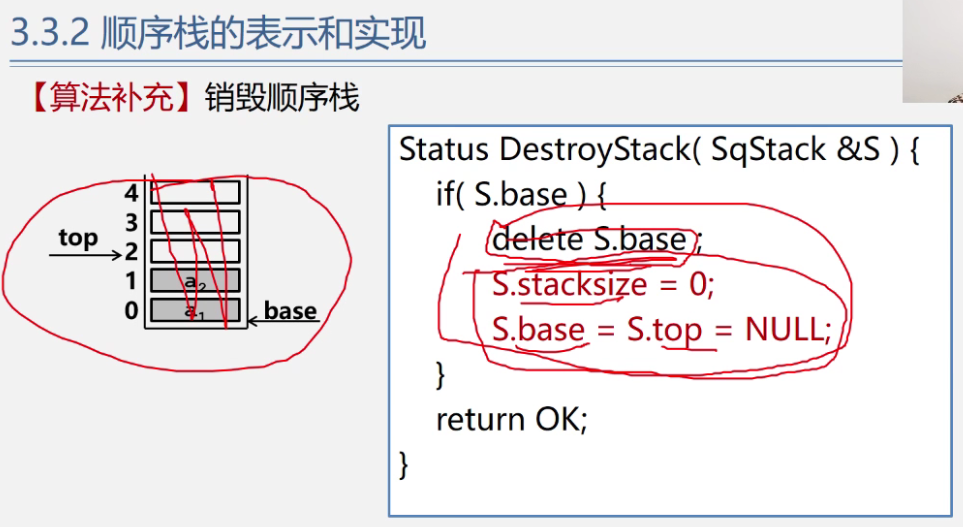 3.3.2 顺序栈的表示和实现
【算法补充】销毁顺序栈
4
3
top
2
1 a2
0 a1
base
Status DestroyStack( SqStack &S ) {
if( S.base ) {
delete S.base ;
S.stacksize = 0;
S.base = S.top = NULL;
}
return OK;
}